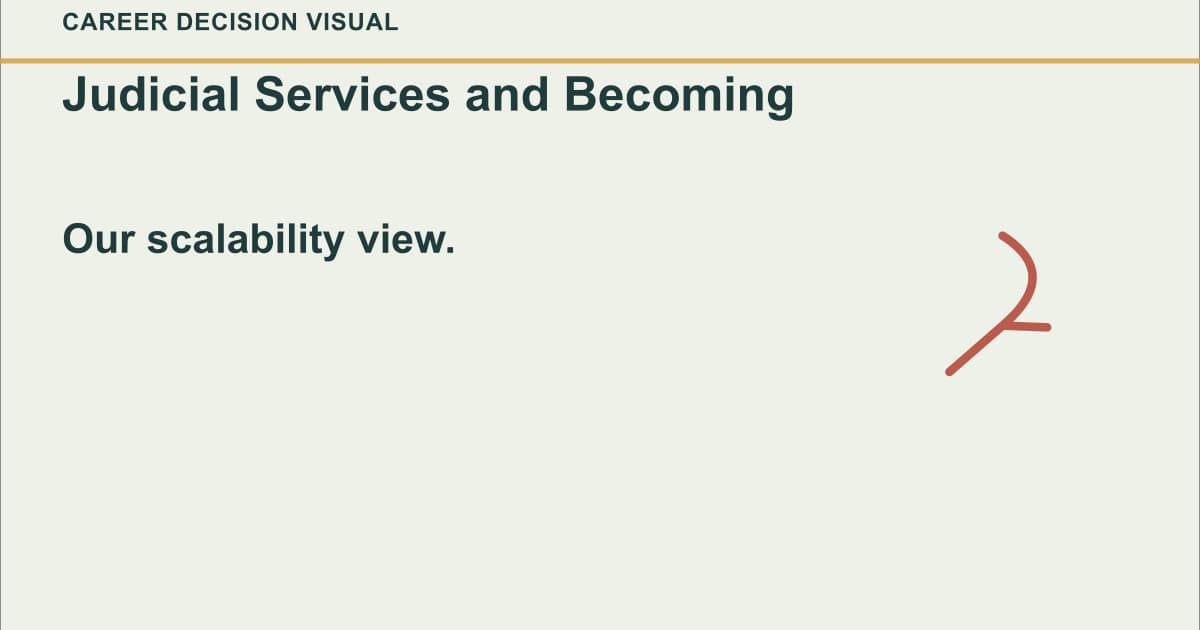 CAREER DECISION VISUAL
Judicial Services and Becoming
Our scalability view.